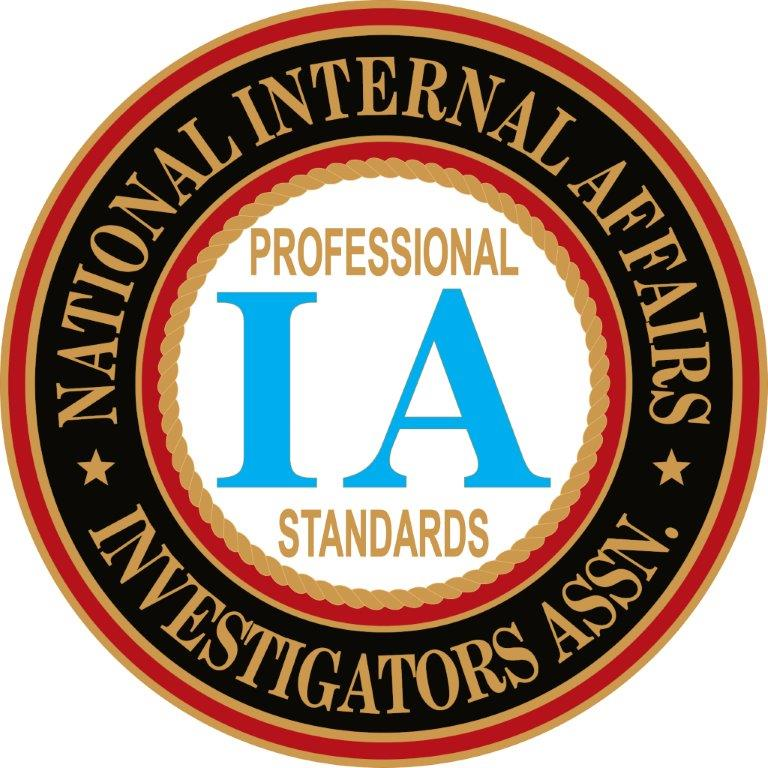 NATIONAL INTERNAL AFFAIRS
PROFESSIONAL
IA
STANDARDS
INVESTIGATORS ASSN.